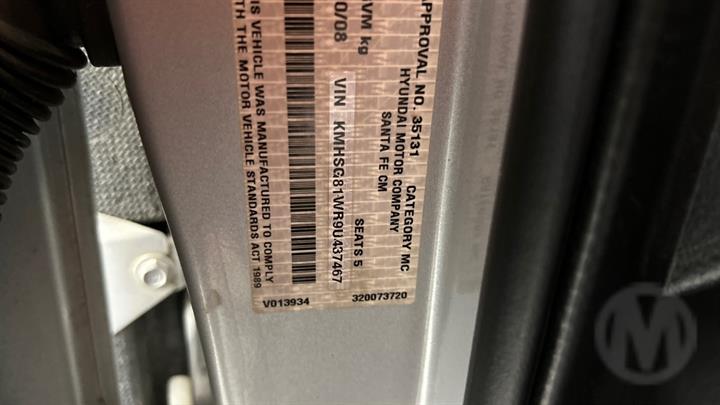 APPROVAL NO. 35131 CATEGORY MC
HYUNDAI MOTOR COMPANY
SANTA FE CM
GVM kg
0/08 SEATS 5
VIN KMHSG81WR9U437467
IS VEHICLE WAS MANUFACTURED TO COMPLY
TH THE MOTOR VEHICLE STANDARDS ACT 1989
V013934 320073720
M